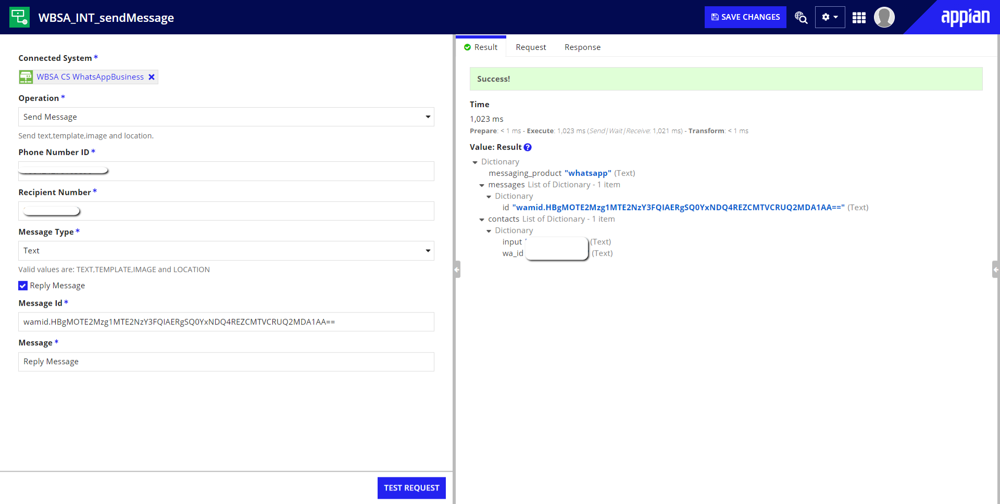 WBSA_INT_sendMessage
SAVE CHANGES
appian
Connected System *
WBSA CS WhatsAppBusiness
Operation *
Send Message
Send text,template,image and location.
Phone Number ID *
Recipient Number *
Message Type *
Text
Valid values are: TEXT,TEMPLATE,IMAGE and LOCATION
Reply Message
Message Id *
wamid.HBgMOTE2Mzg1MTE2NzY3FQIAERgSQ0YxNDQ4REZCMTVCRUQ2MDA1AA==
Message *
Reply Message
TEST REQUEST
Result Request Response
Success!
Time
1,023 ms
Prepare: < 1 ms - Execute: 1,023 ms (Send|Wait|Receive: 1,021 ms) - Transform: < 1 ms
Value: Result ?
Dictionary
messaging_product "whatsapp" (Text)
messages List of Dictionary - 1 item
Dictionary
id "wamid.HBgMOTE2Mzg1MTE2NzY3FQIAERgSQ0YxNDQ4REZCMTVCRUQ2MDA1AA==" (Text)
contacts List of Dictionary - 1 item
Dictionary
input (Text)
wa_id (Text)